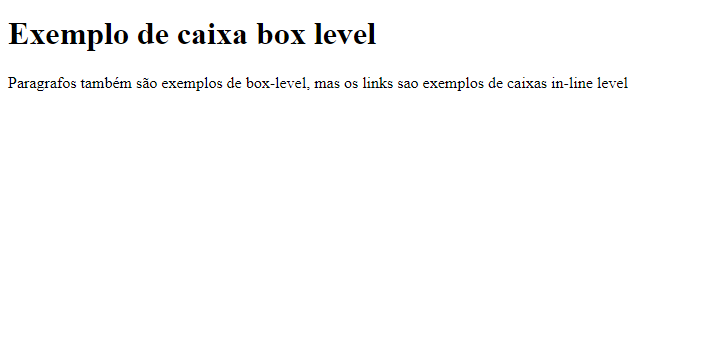 Exemplo de caixa box level
Paragrafos também são exemplos de box-level, mas os links sao exemplos de caixas in-line level